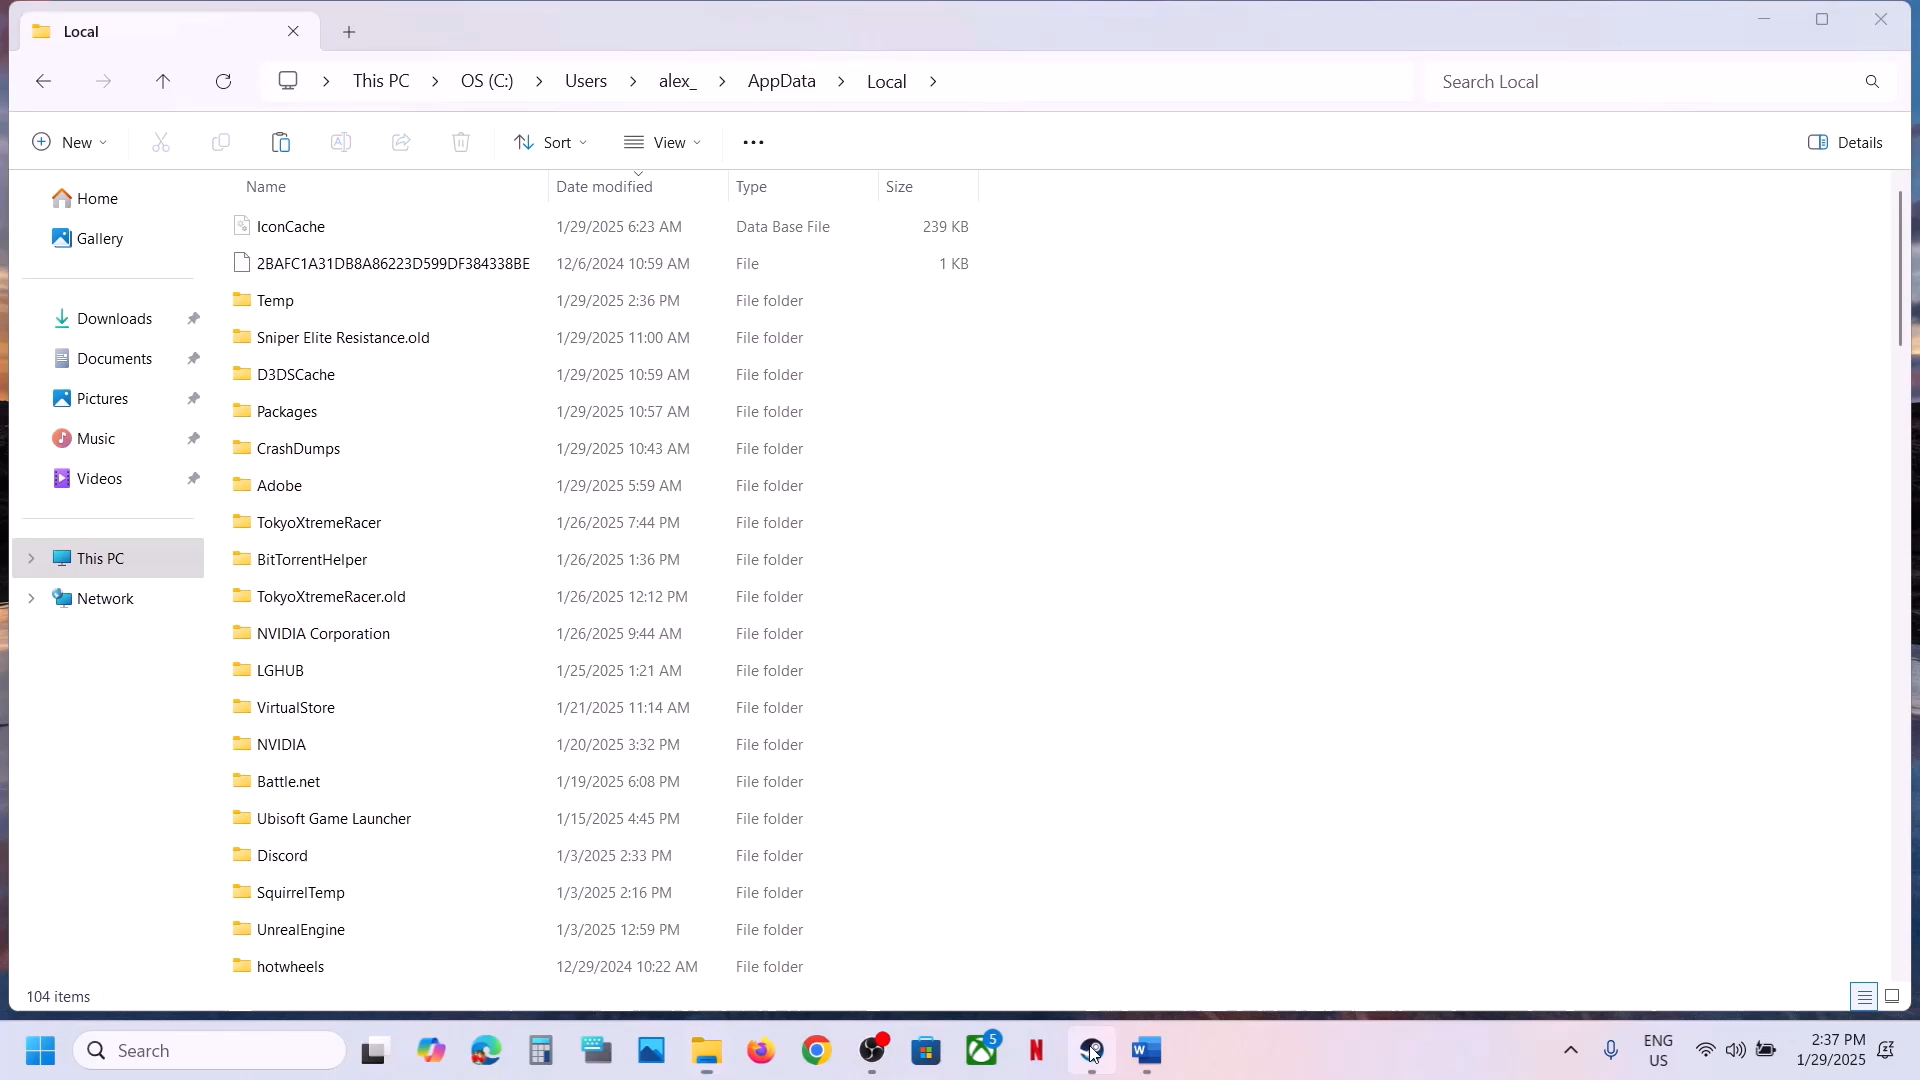 Local
This PC
OS (C:)
Users
alex_
AppData
Local
Search Local
New
Sort
View
Details
Name
Date modified
Type
Size
Home
Gallery
Downloads
Documents
Pictures
Music
Videos
This PC
Network
IconCache 1/29/2025 6:23 AM Data Base File 239 KB
2BAFC1A31DB8A86223D599DF384338BE 12/6/2024 10:59 AM File 1 KB
Temp 1/29/2025 2:36 PM File folder
Sniper Elite Resistance.old 1/29/2025 11:00 AM File folder
D3DSCache 1/29/2025 10:59 AM File folder
Packages 1/29/2025 10:57 AM File folder
CrashDumps 1/29/2025 10:43 AM File folder
Adobe 1/29/2025 5:59 AM File folder
TokyoXtremeRacer 1/26/2025 7:44 PM File folder
BitTorrentHelper 1/26/2025 1:36 PM File folder
TokyoXtremeRacer.old 1/26/2025 12:12 PM File folder
NVIDIA Corporation 1/26/2025 9:44 AM File folder
LGHUB 1/25/2025 1:21 AM File folder
VirtualStore 1/21/2025 11:14 AM File folder
NVIDIA 1/20/2025 3:32 PM File folder
Battle.net 1/19/2025 6:08 PM File folder
Ubisoft Game Launcher 1/15/2025 4:45 PM File folder
Discord 1/3/2025 2:33 PM File folder
SquirrelTemp 1/3/2025 2:16 PM File folder
UnrealEngine 1/3/2025 12:59 PM File folder
hotwheels 12/29/2024 10:22 AM File folder
104 items
Search
5
N
W
ENG
US
2:37 PM
1/29/2025